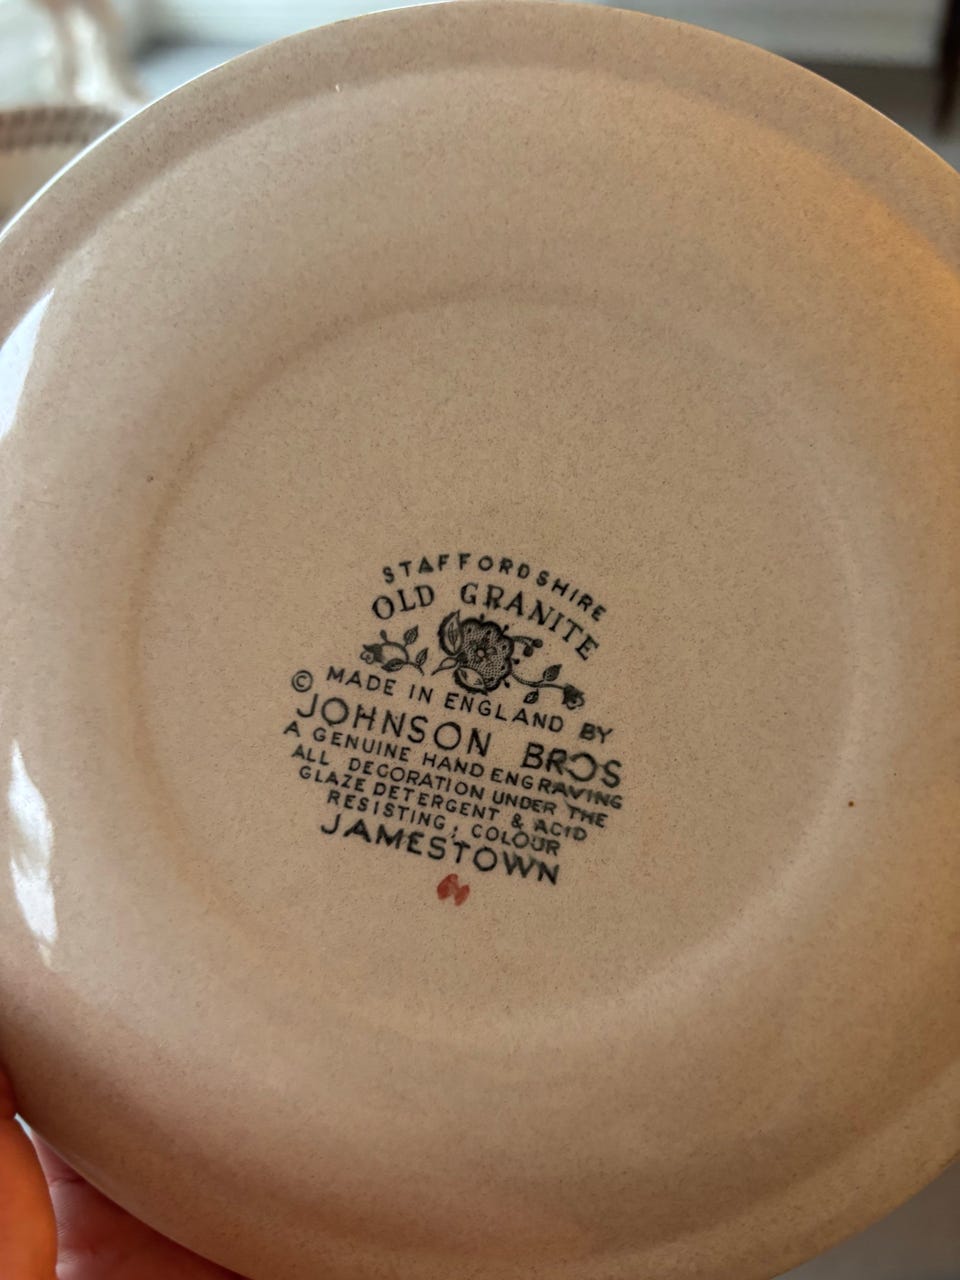 STAFFORDSHIRE
OLD GRANITE
© MADE IN ENGLAND BY
JOHNSON BROS
A GENUINE HAND ENGRAVING
ALL DECORATION UNDER THE
GLAZE DETERGENT & ACID
RESISTING, COLOUR
JAMESTOWN